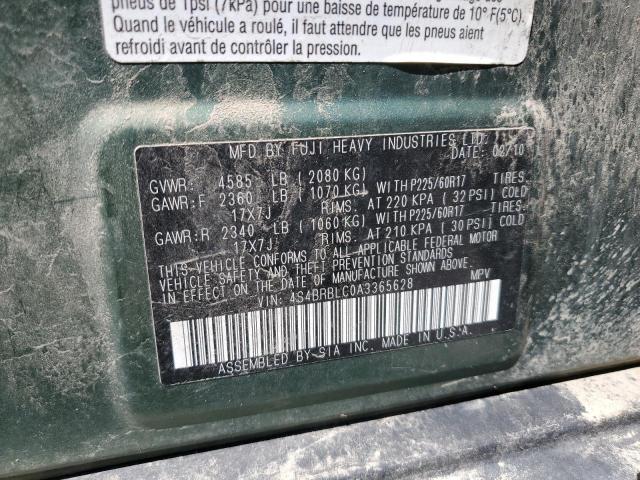 pneus de 1psi (7kPa) pour une baisse de température de 10° F(5°C).
Quand le véhicule a roulé, il faut attendre que les pneus aient
refroidi avant de contrôler la pression.
MFD BY FUJI HEAVY INDUSTRIES LTD.
DATE: 02/10
GVWR: 4585 LB ( 2080 KG)
GAWR:F 2360 LB ( 1070 KG) WITH P225/60R17 TIRES,
17X7J RIMS, AT 220 KPA ( 32 PSI) COLD
GAWR:R 2340 LB ( 1060 KG) WITH P225/60R17 TIRES,
17X7J RIMS, AT 210 KPA ( 30 PSI) COLD
THIS VEHICLE CONFORMS TO ALL APPLICABLE FEDERAL MOTOR
VEHICLE SAFETY AND THEFT PREVENTION STANDARDS
IN EFFECT ON THE DATE OF MANUFACTURE SHOWN ABOVE.
VIN: 4S4BRBLC0A3365628 MPV
ASSEMBLED BY SIA INC. MADE IN U.S.A.